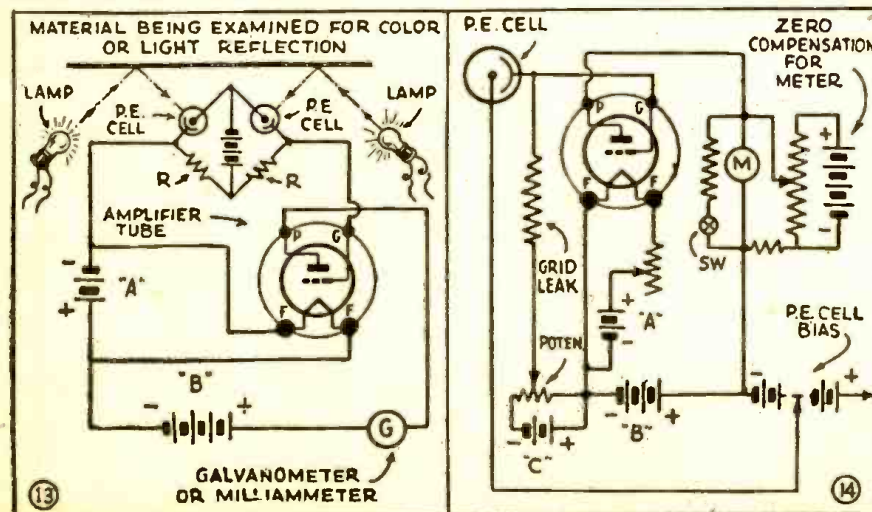 MATERIAL BEING EXAMINED FOR COLOR
OR LIGHT REFLECTION
LAMP
P.E.
CELL
P.E.
CELL
LAMP
R
R
AMPLIFIER
TUBE
P
G
F
F
-
"A"
+
"B"
-
+
G
GALVANOMETER
OR MILLIAMMETER
13
P.E. CELL
ZERO
COMPENSATION
FOR
METER
P
G
F
F
M
+
-
SW
GRID
LEAK
+
"A"
-
POTEN.
P.E. CELL
BIAS
-
"C"
+
-
"B"
+
-
+
14